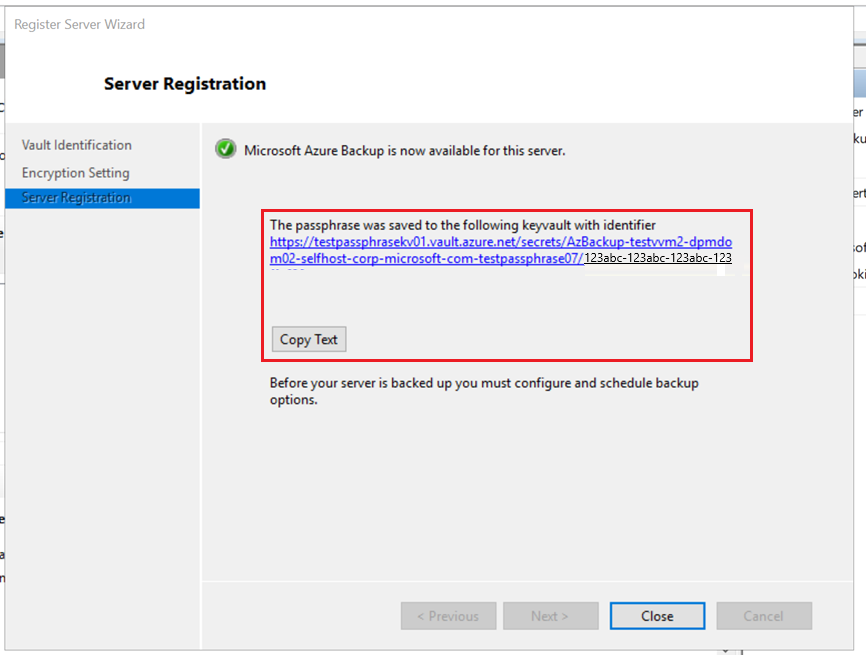 Register Server Wizard
Server Registration
Vault Identification
Encryption Setting
Server Registration
Microsoft Azure Backup is now available for this server.
The passphrase was saved to the following keyvault with identifier
https://testpassphrasekv01.vault.azure.net/secrets/AzBackup-testvvm2-dpmdo
m02-selfhost-corp-microsoft-com-testpassphrase07/123abc-123abc-123abc-123
Copy Text
Before your server is backed up you must configure and schedule backup
options.
< Previous
Next >
Close
Cancel